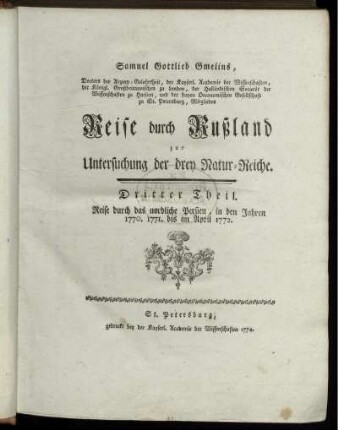 Samuel Gottlieb Gmelins,
Doctors der Arzney-Gelahrtheit, der Kayserl. Academie der Wissenschaften,
der Königl. Grosbritannischen zu London, der Holländischen Societät der
Wissenschaften zu Harlem, und der freyen Oeconomischen Gesellschaft
zu St. Petersburg, Mitgliedes
Reise durch Rußland
zur
Untersuchung der drey Natur-Reiche.
Dritter Theil.
Reise durch das nordliche Persien, in den Jahren
1770. 1771. bis im April 1772.
St. Petersburg,
gedruckt bey der Kayserl. Academie der Wissenschaften 1774.